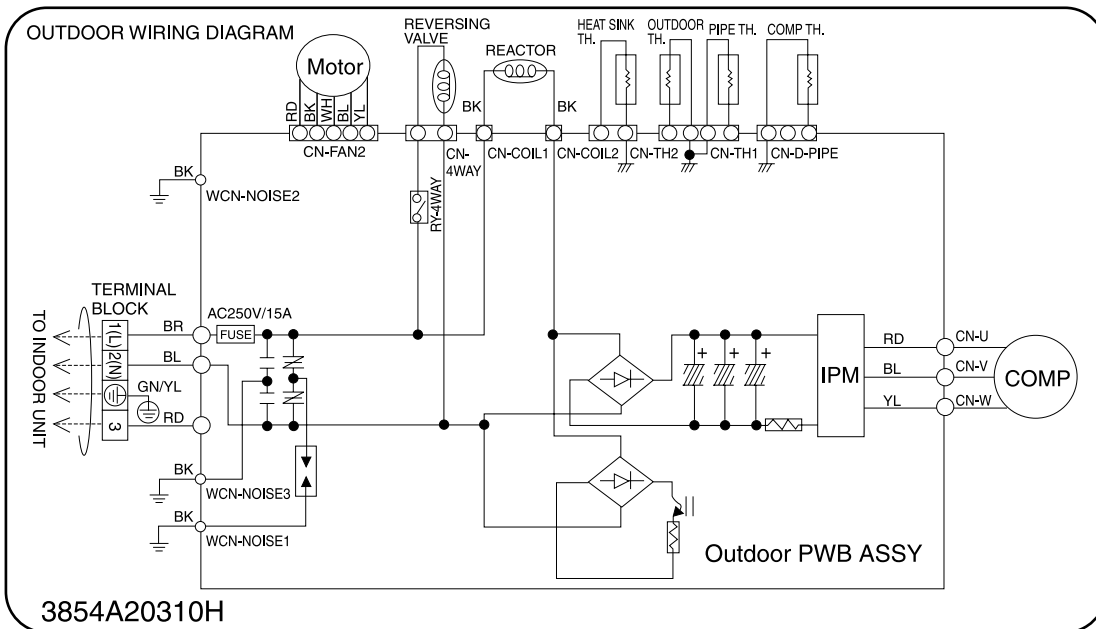 OUTDOOR WIRING DIAGRAM
REVERSING
VALVE
REACTOR
HEAT SINK
TH.
OUTDOOR
TH.
PIPE TH.
COMP TH.
Motor
RD
BK
WH
BL
YL
BK
BK
CN-FAN2
CN-
4WAY
CN-COIL1
CN-COIL2
CN-TH2
CN-TH1
CN-D-PIPE
BK
WCN-NOISE2
RY-4WAY
TERMINAL
BLOCK
AC250V/15A
FUSE
TO INDOOR UNIT
1(L)
2(N)
3
BR
BL
GN/YL
RD
BK
WCN-NOISE3
BK
WCN-NOISE1
+
+
+
IPM
RD
BL
YL
CN-U
CN-V
CN-W
COMP
Outdoor PWB ASSY
3854A20310H